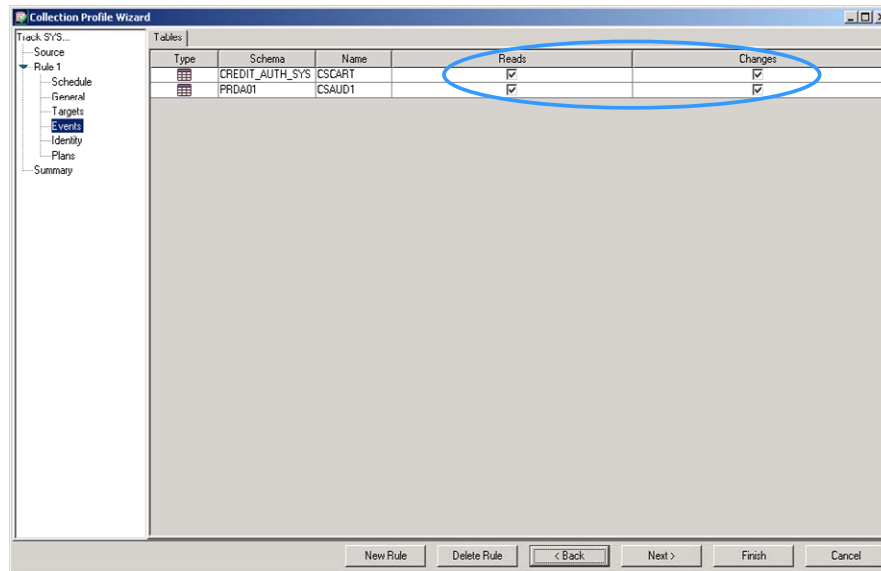 Collection Profile Wizard
Track SYS...
Source
Rule 1
Schedule
General
Targets
Events
Identity
Plans
Summary
Tables
Type Schema Name Reads Changes
CREDIT_AUTH_SYS CSCART
PRDA01 CSAUD1
New Rule Delete Rule < Back Next > Finish Cancel